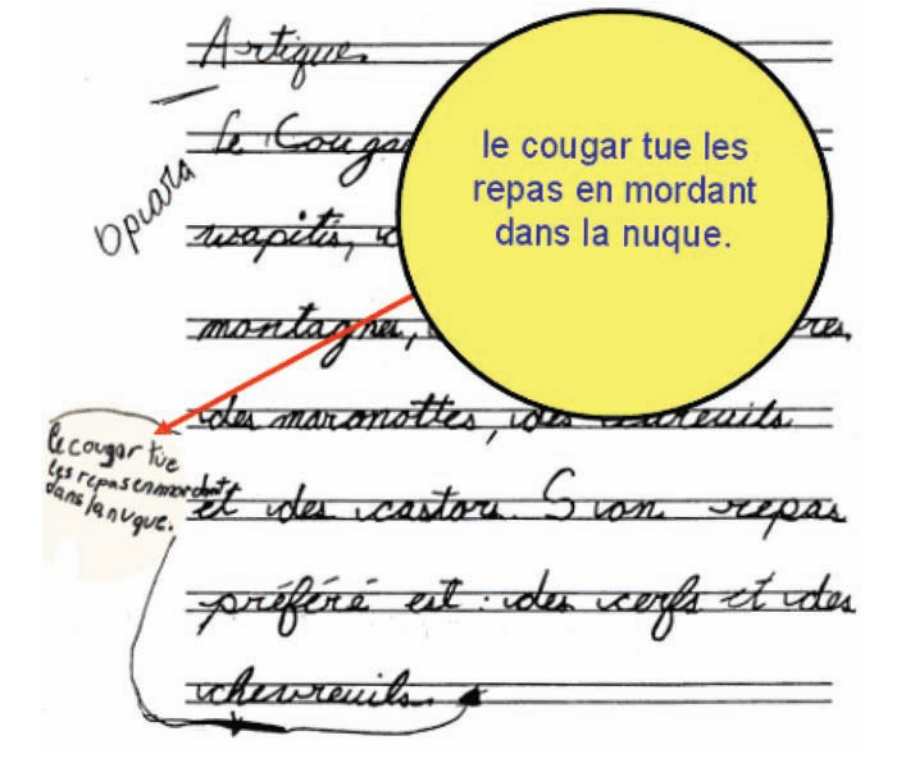 Artique
le Couga
le cougar tue les
repas en mordant
dans la nuque.
wapitis,
montagnes,
res,
des maronottes, des
et des castors. Son repas
le cougar tue
les repas en mordant
dans la nuque.
préféré est : des cerfs et des
chevreuils.